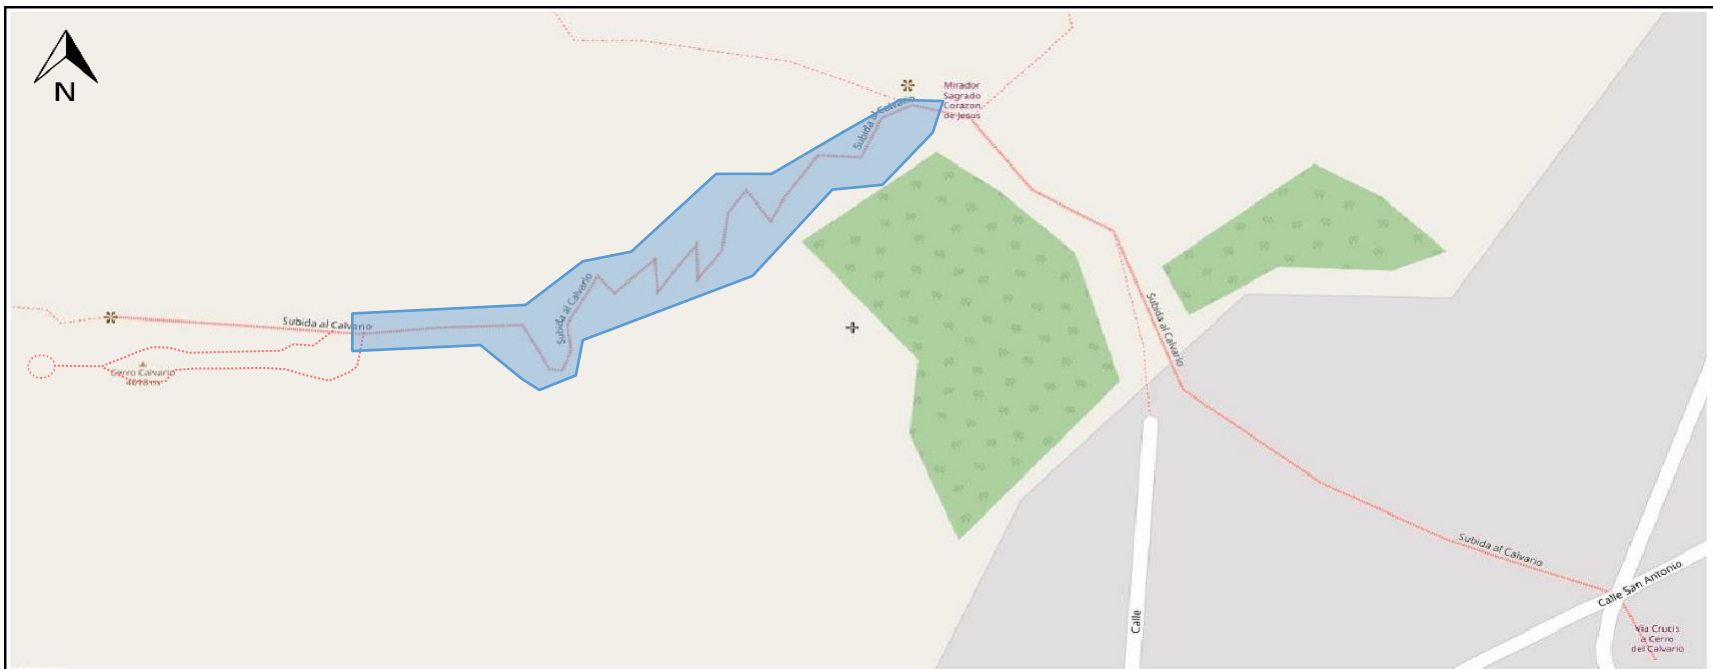 N
Mirador
Sagrado
Corazon
de Jesus
Subida al Calvario
Subida al Calvario
Subida al Calvario
Subida al Calvario
Cerro Calvario
4018 m
Subida al Calvario
Calle San Antonio
Calle
Via Crucis
a Cerro
del Calvario